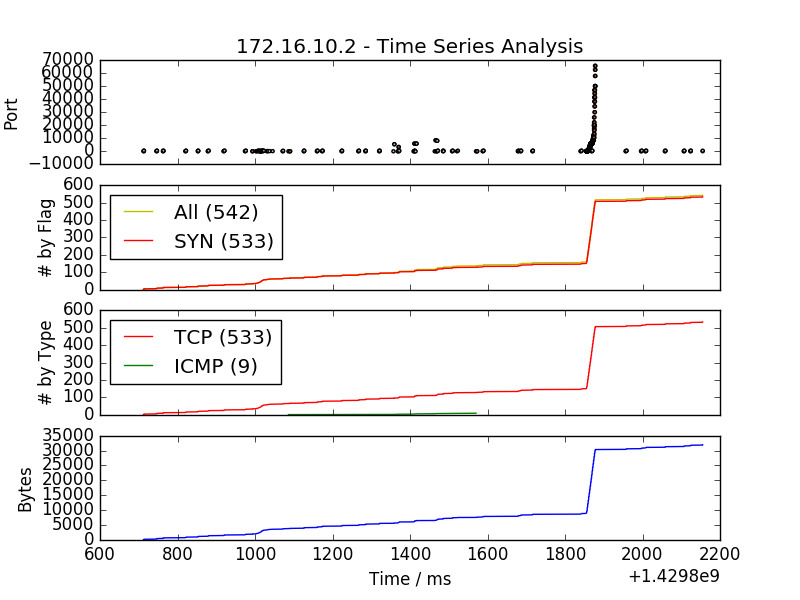 172.16.10.2 - Time Series Analysis
Port
70000
60000
50000
40000
30000
20000
10000
0
−10000
# by Flag
600
500
400
300
200
100
0
All (542)
SYN (533)
# by Type
600
500
400
300
200
100
0
TCP (533)
ICMP (9)
Bytes
35000
30000
25000
20000
15000
10000
5000
0
600 800 1000 1200 1400 1600 1800 2000 2200
Time / ms
+1.4298e9